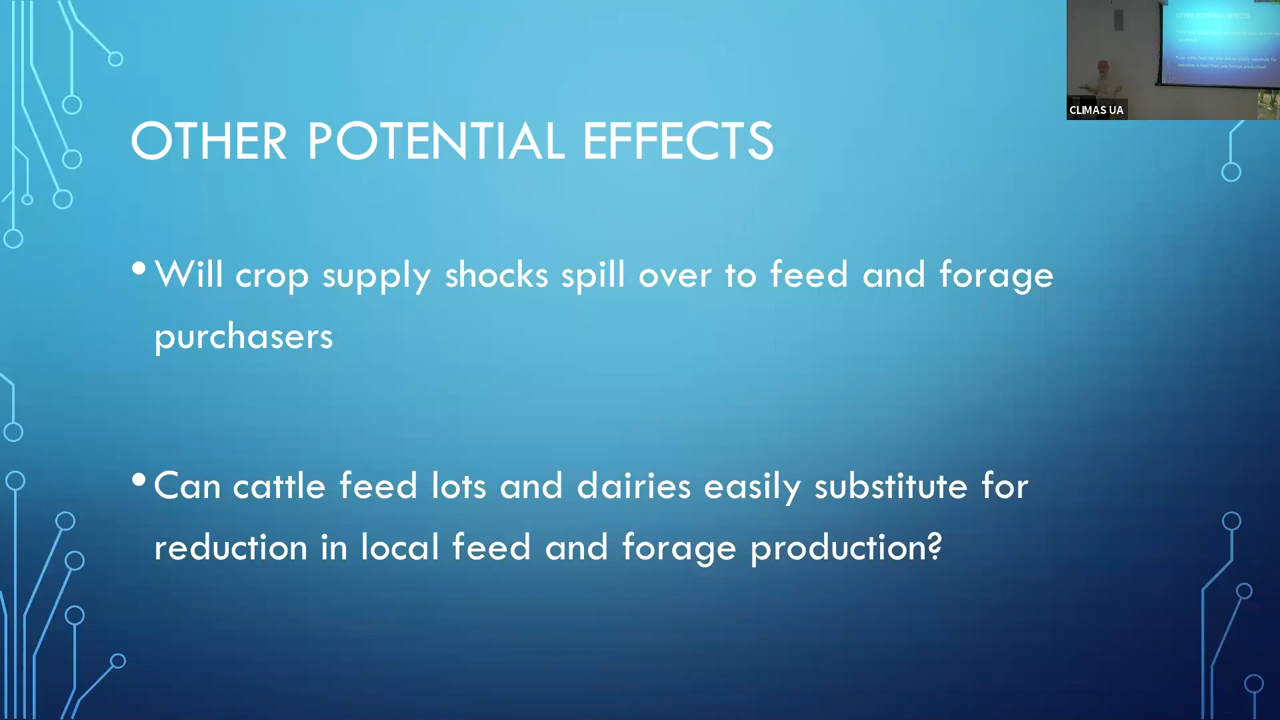 CLIMAS UA
OTHER POTENTIAL EFFECTS
• Will crop supply shocks spill over to feed and forage
purchasers
• Can cattle feed lots and dairies easily substitute for
reduction in local feed and forage production?